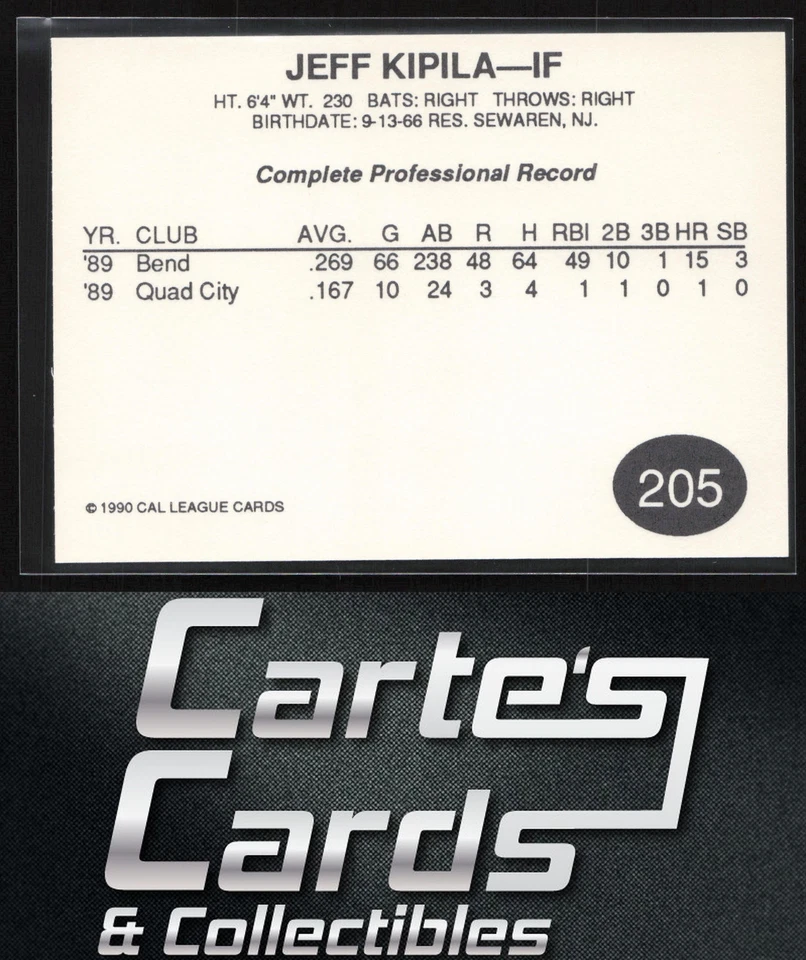 JEFF KIPILA—IF
HT. 6'4" WT. 230 BATS: RIGHT THROWS: RIGHT
BIRTHDATE: 9-13-66 RES. SEWAREN, NJ.
Complete Professional Record
YR. CLUB AVG. G AB R H RBI 2B 3B HR SB
'89 Bend .269 66 238 48 64 49 10 1 15 3
'89 Quad City .167 10 24 3 4 1 1 0 1 0
205
© 1990 CAL LEAGUE CARDS
Carte's
Cards
& Collectibles